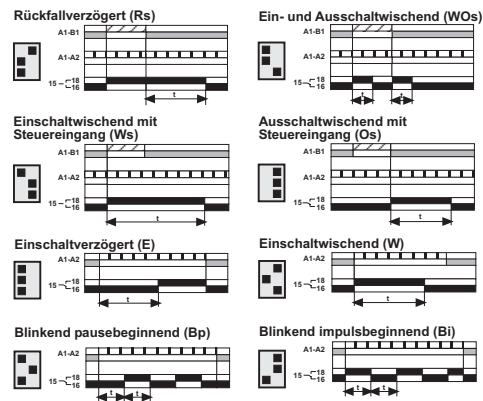 Rückfallverzögert (Rs)
A1-B1
A1-A2
15 18
16
t
Ein- und Ausschaltwischend (WOs)
A1-B1
A1-A2
15 18
16
t t
Einschaltwischend mit
Steuereingang (Ws)
A1-B1
A1-A2
15 18
16
t
Ausschaltwischend mit
Steuereingang (Os)
A1-B1
A1-A2
15 18
16
t
Einschaltverzögert (E)
A1-A2
15 18
16
t
Einschaltwischend (W)
A1-A2
15 18
16
t
Blinkend pausebeginnend (Bp)
A1-A2
15 18
16
t t
Blinkend impulsbeginnend (Bi)
A1-A2
15 18
16
t t